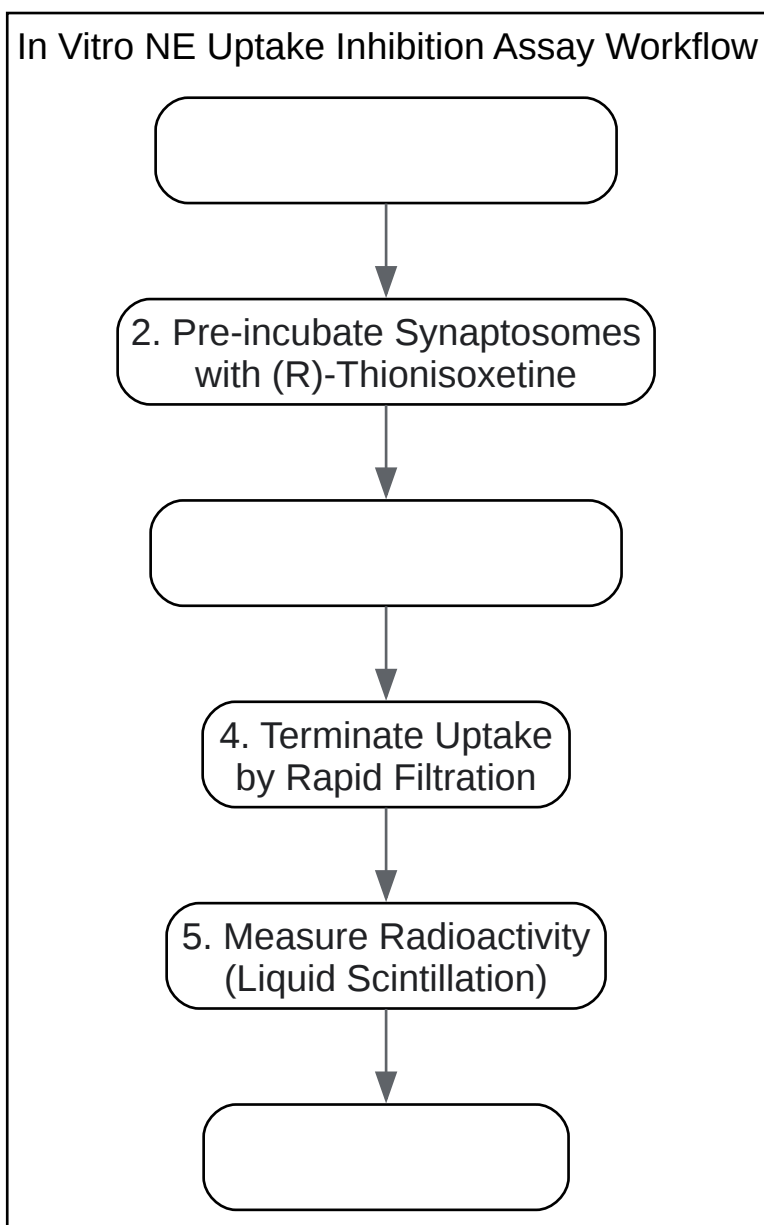 In Vitro NE Uptake Inhibition Assay Workflow
2. Pre-incubate Synaptosomes
with (R)-Thionisoxetine
4. Terminate Uptake
by Rapid Filtration
5. Measure Radioactivity
(Liquid Scintillation)